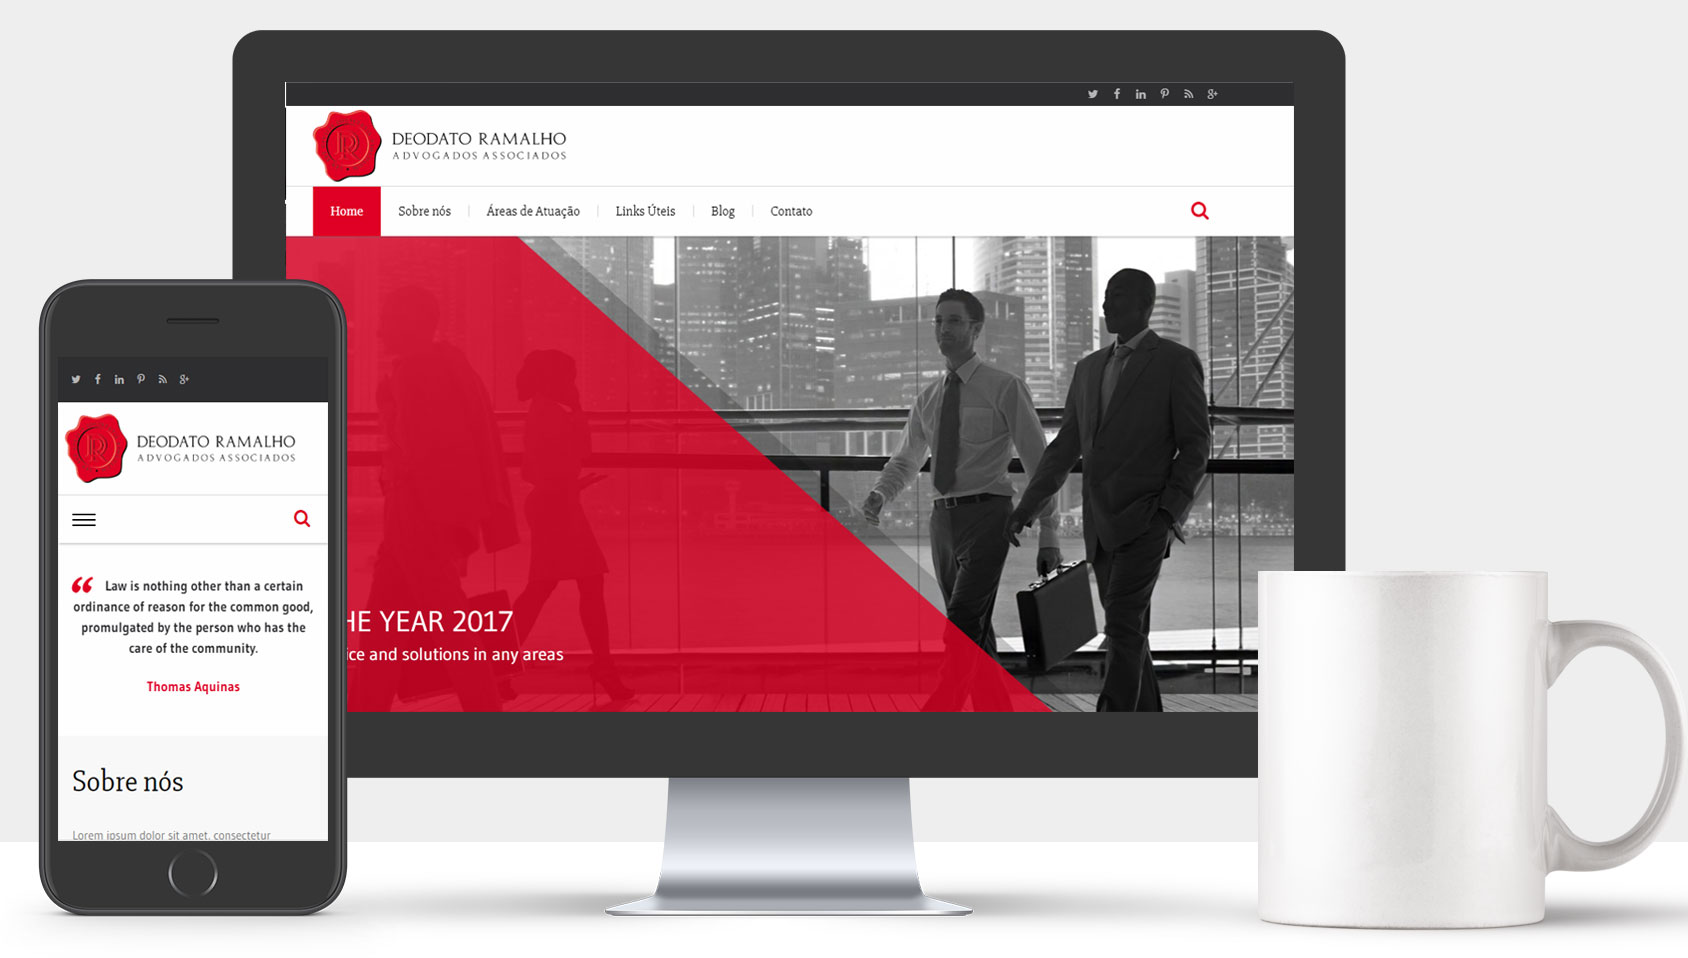 DEODATO RAMALHO
ADVOGADOS ASSOCIADOS
Home Sobre nós Áreas de Atuação Links Úteis Blog Contato
HE YEAR 2017
ice and solutions in any areas
DEODATO RAMALHO
ADVOGADOS ASSOCIADOS
“ Law is nothing other than a certain
ordinance of reason for the common good,
promulgated by the person who has the
care of the community.
Thomas Aquinas
Sobre nós
Lorem ipsum dolor sit amet, consectetur